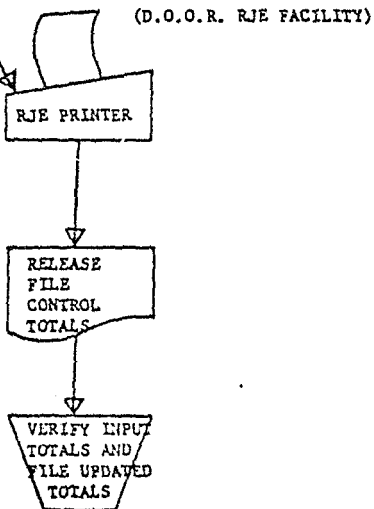 (D.O.O.R. RJE FACILITY)
RJE PRINTER
RELEASE
FILE
CONTROL
TOTALS
VERIFY INPUT
TOTALS AND
FILE UPDATED
TOTALS